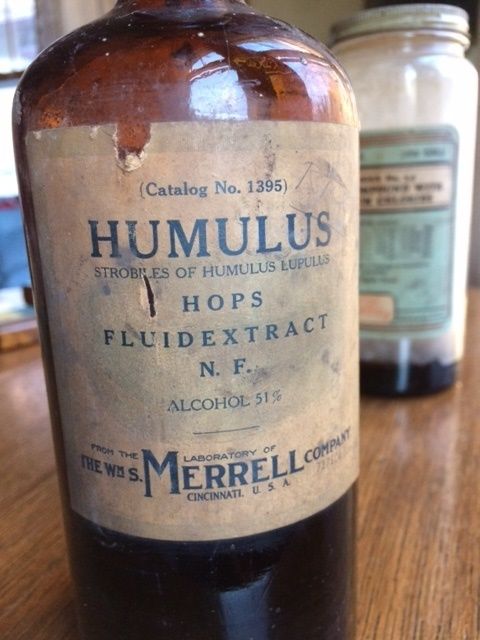 (Catalog No. 1395)
HUMULUS
STROBILES OF HUMULUS LUPULUS
HOPS
FLUIDEXTRACT
N. F.
ALCOHOL 51%
FROM THE LABORATORY OF
THE WM S. MERRELL COMPANY
CINCINNATI, U. S. A.